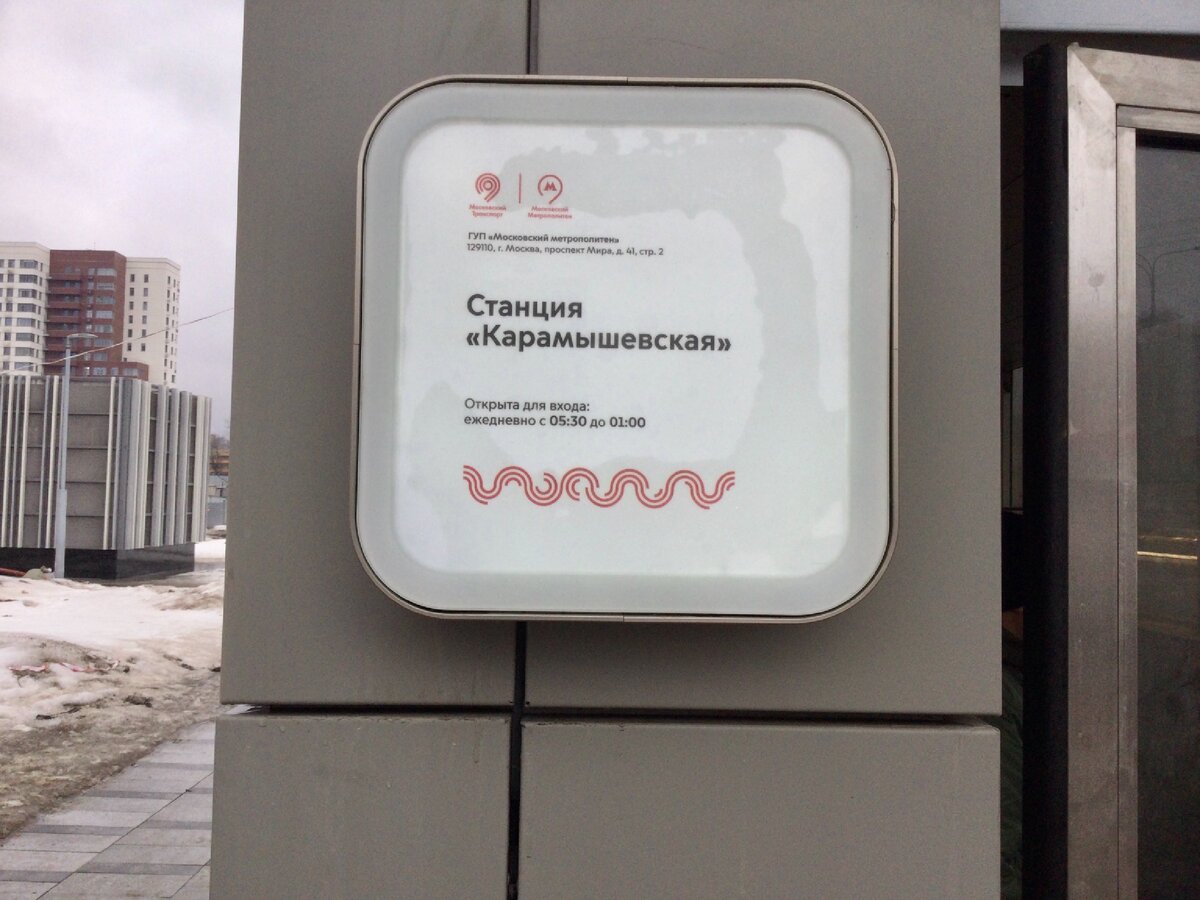 Московский
Транспорт
Московский
Метрополитен
ГУП «Московский метрополитен»
129110, г. Москва, проспект Мира, д. 41, стр. 2
Станция
«Карамышевская»
Открыта для входа:
ежедневно с 05:30 до 01:00